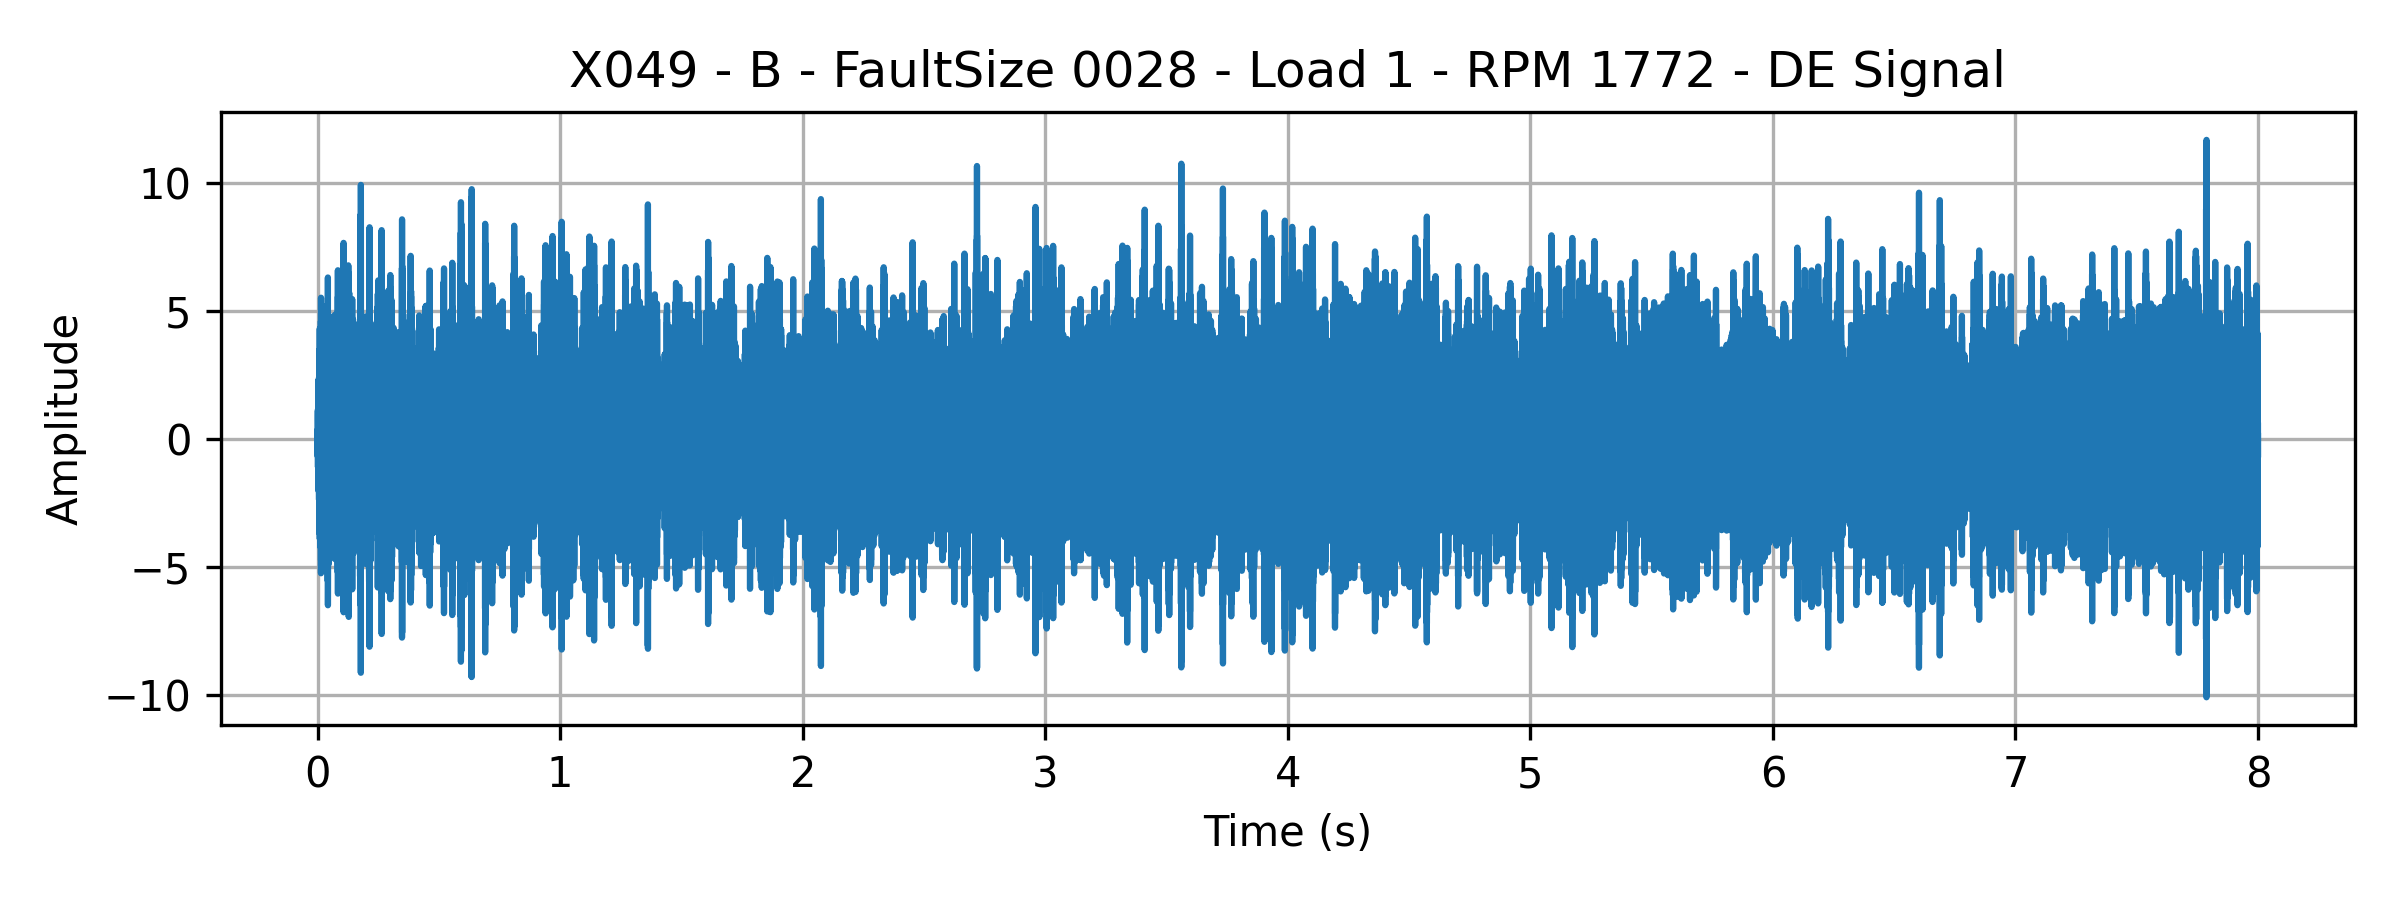 X049 - B - FaultSize 0028 - Load 1 - RPM 1772 - DE Signal
Amplitude
10
5
0
−5
−10
0 1 2 3 4 5 6 7 8
Time (s)